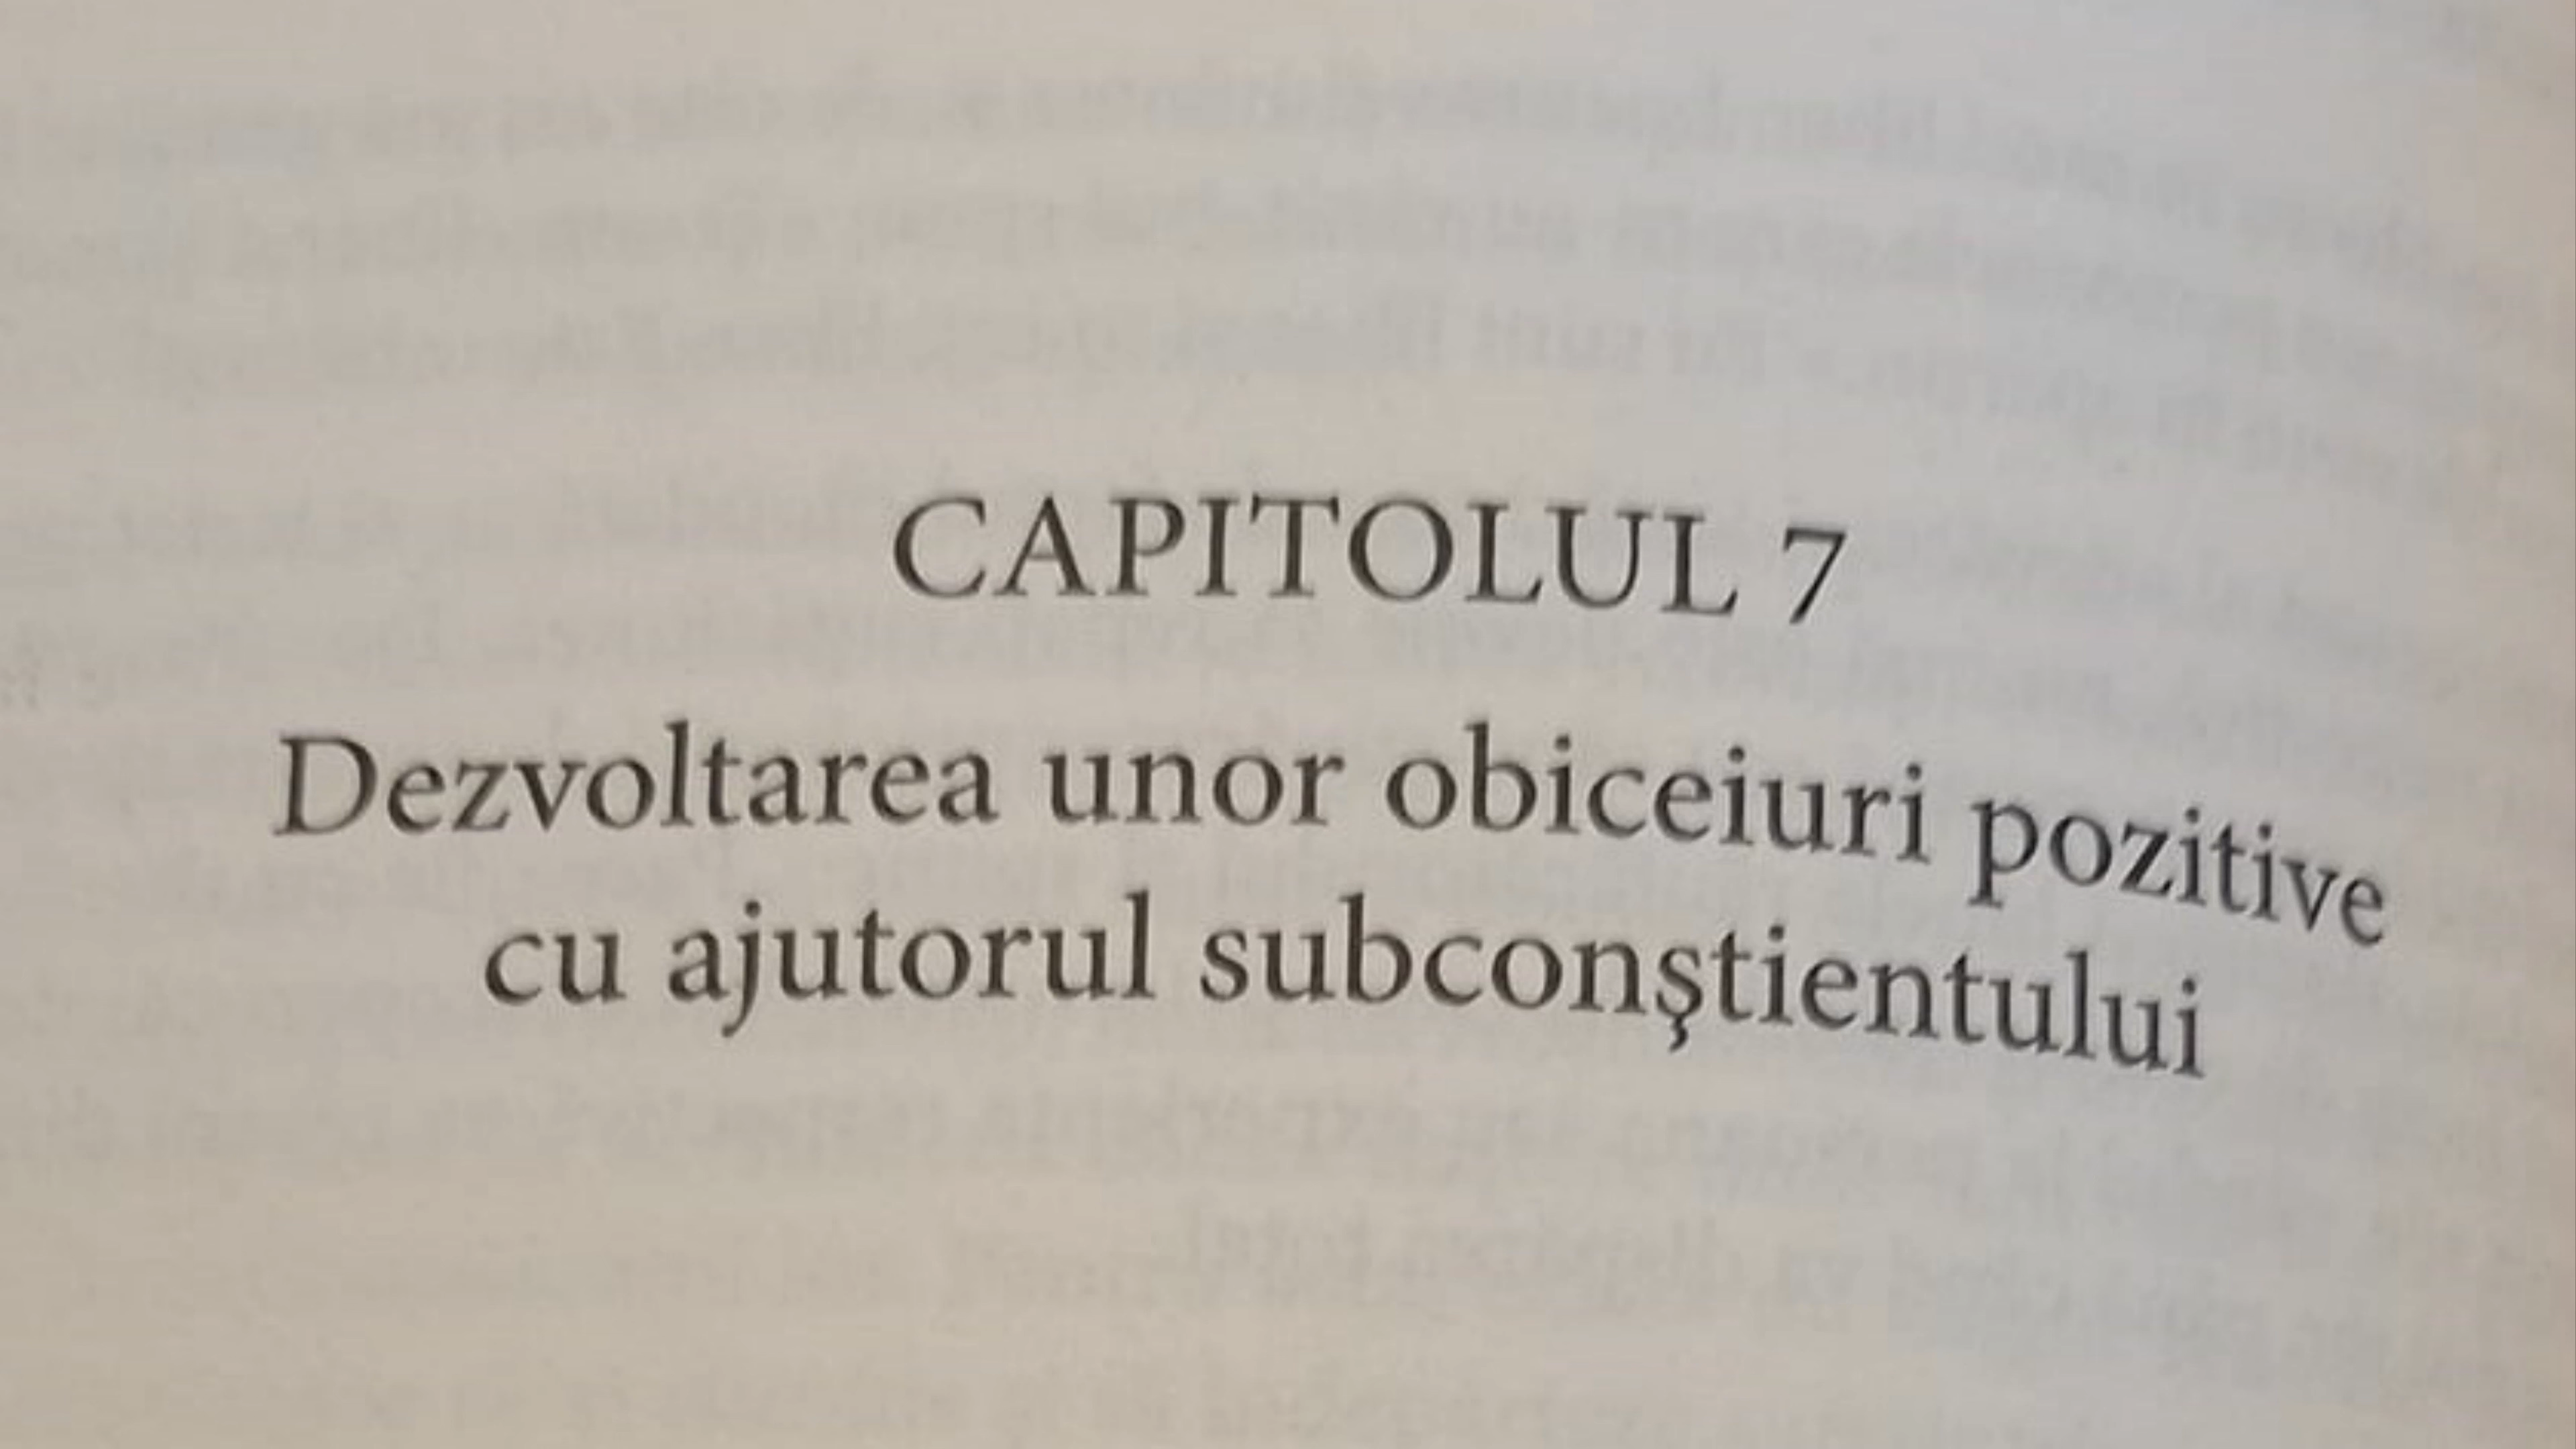 CAPITOLUL 7
Dezvoltarea unor obiceiuri pozitive
cu ajutorul subconştientului